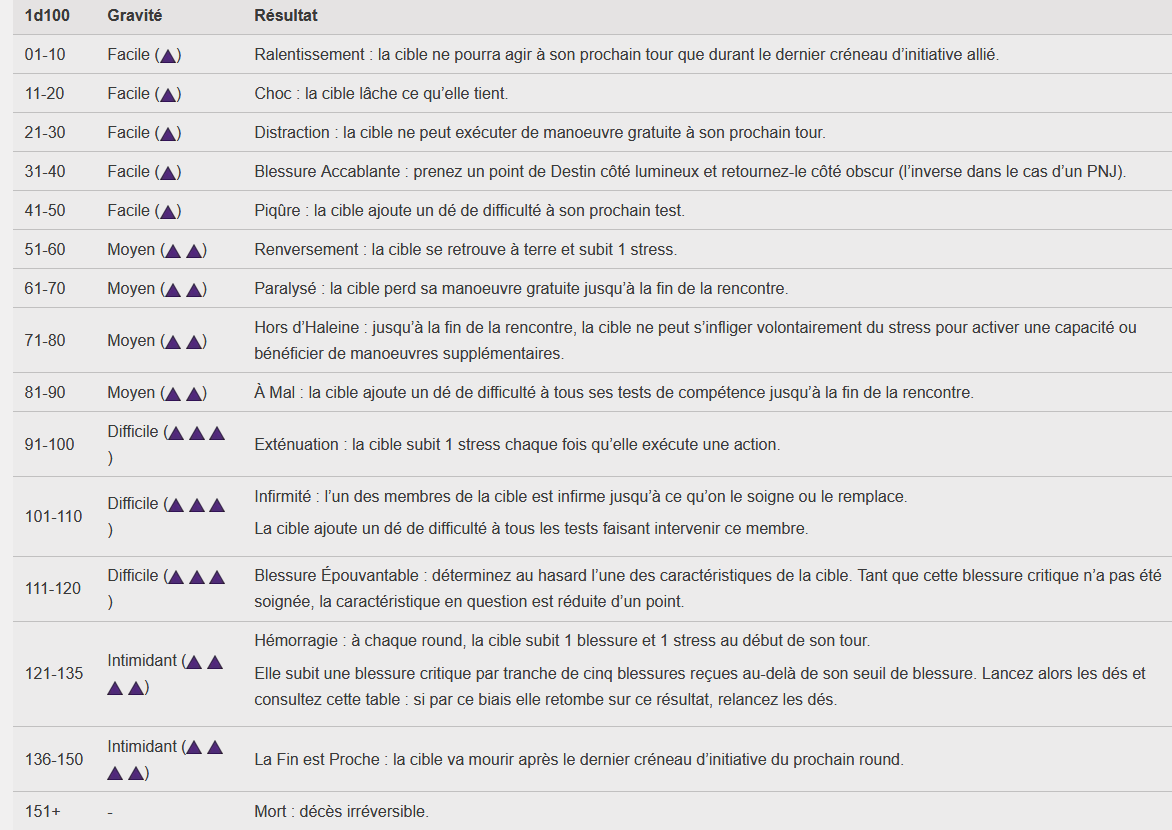 1d100 Gravité Résultat
01-10 Facile (▲) Ralentissement : la cible ne pourra agir à son prochain tour que durant le dernier créneau d’initiative allié.
11-20 Facile (▲) Choc : la cible lâche ce qu’elle tient.
21-30 Facile (▲) Distraction : la cible ne peut exécuter de manoeuvre gratuite à son prochain tour.
31-40 Facile (▲) Blessure Accablante : prenez un point de Destin côté lumineux et retournez-le côté obscur (l’inverse dans le cas d’un PNJ).
41-50 Facile (▲) Piqûre : la cible ajoute un dé de difficulté à son prochain test.
51-60 Moyen (▲ ▲) Renversement : la cible se retrouve à terre et subit 1 stress.
61-70 Moyen (▲ ▲) Paralysé : la cible perd sa manoeuvre gratuite jusqu’à la fin de la rencontre.
71-80 Moyen (▲ ▲) Hors d’Haleine : jusqu’à la fin de la rencontre, la cible ne peut s’infliger volontairement du stress pour activer une capacité ou
bénéficier de manoeuvres supplémentaires.
81-90 Moyen (▲ ▲) À Mal : la cible ajoute un dé de difficulté à tous ses tests de compétence jusqu’à la fin de la rencontre.
91-100 Difficile (▲ ▲ ▲
) Exténuation : la cible subit 1 stress chaque fois qu’elle exécute une action.
101-110 Difficile (▲ ▲ ▲
) Infirmité : l’un des membres de la cible est infirme jusqu’à ce qu’on le soigne ou le remplace.
La cible ajoute un dé de difficulté à tous les tests faisant intervenir ce membre.
111-120 Difficile (▲ ▲ ▲
) Blessure Épouvantable : déterminez au hasard l’une des caractéristiques de la cible. Tant que cette blessure critique n’a pas été
soignée, la caractéristique en question est réduite d’un point.
121-135 Intimidant (▲ ▲
▲ ▲) Hémorragie : à chaque round, la cible subit 1 blessure et 1 stress au début de son tour.
Elle subit une blessure critique par tranche de cinq blessures reçues au-delà de son seuil de blessure. Lancez alors les dés et
consultez cette table : si par ce biais elle retombe sur ce résultat, relancez les dés.
136-150 Intimidant (▲ ▲
▲ ▲) La Fin est Proche : la cible va mourir après le dernier créneau d’initiative du prochain round.
151+ - Mort : décès irréversible.